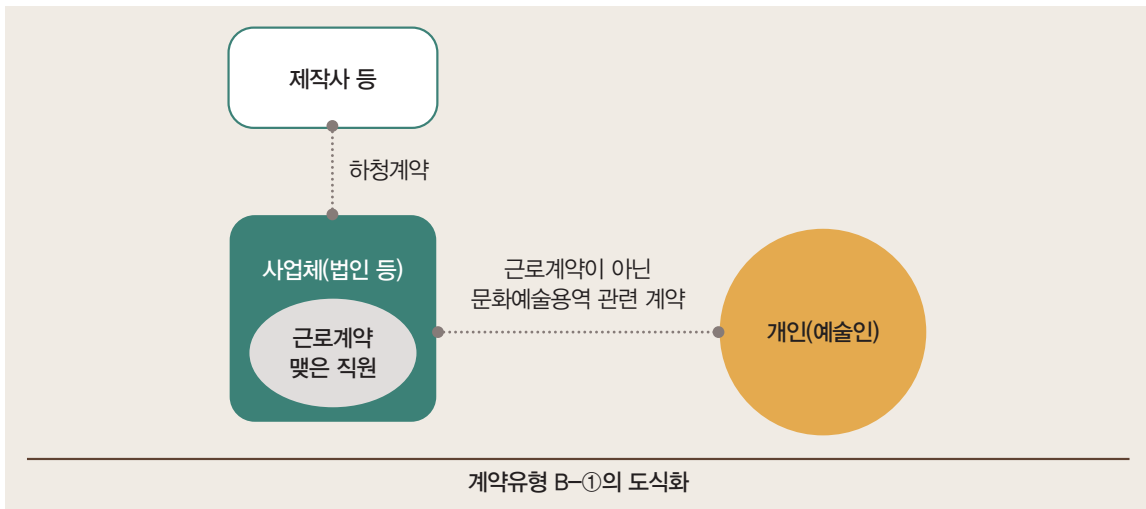 제작사 등
하청계약
사업체(법인 등)
근로계약
맺은 직원
근로계약이 아닌
문화예술용역 관련 계약
개인(예술인)
계약유형 B-①의 도식화